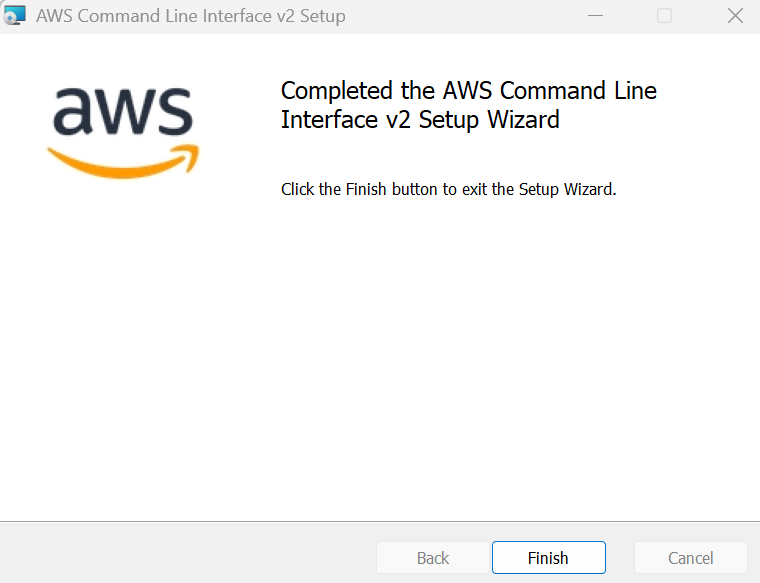 AWS Command Line Interface v2 Setup
aws
Completed the AWS Command Line
Interface v2 Setup Wizard
Click the Finish button to exit the Setup Wizard.
Back
Finish
Cancel